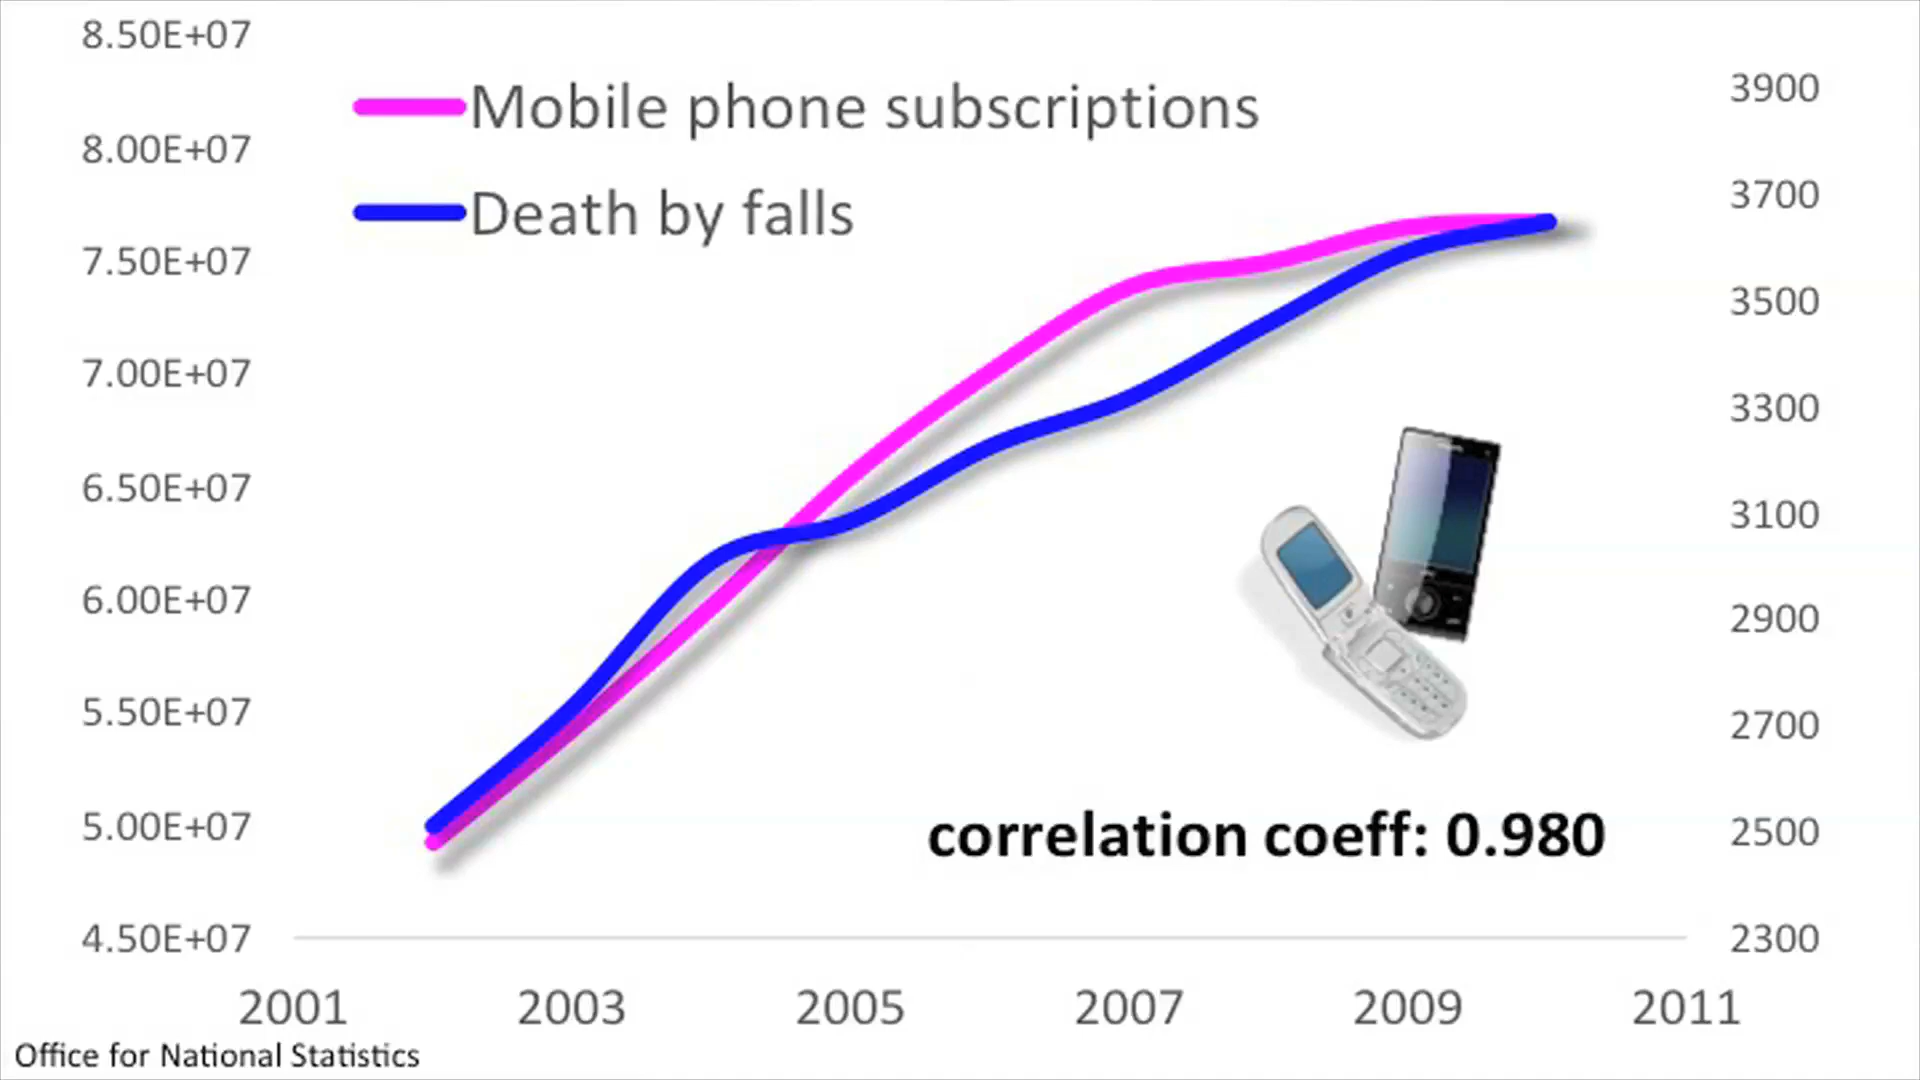 8.50E+07
8.00E+07
7.50E+07
7.00E+07
6.50E+07
6.00E+07
5.50E+07
5.00E+07
4.50E+07
Mobile phone subscriptions
Death by falls
3900
3700
3500
3300
3100
2900
2700
2500
2300
correlation coeff: 0.980
2001 2003 2005 2007 2009 2011
Office for National Statistics